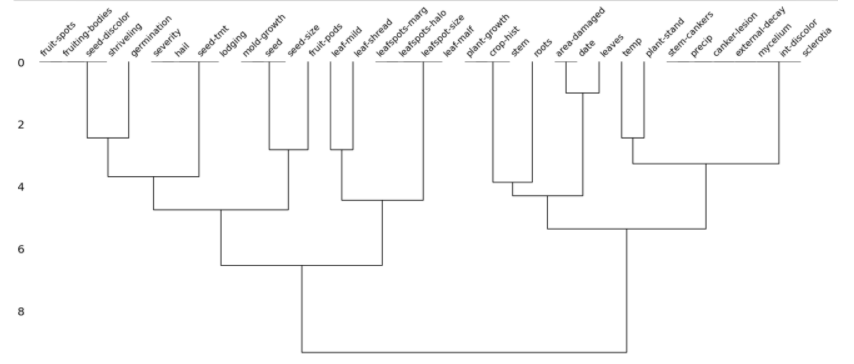 fruit-spots
fruiting-bodies
seed-discolor
shriveling
germination
severity
hail
seed-tmt
lodging
mold-growth
seed
seed-size
fruit-pods
leaf-mild
leaf-shread
leafspots-marg
leafspots-halo
leafspot-size
leaf-malf
plant-growth
crop-hist
stem
roots
area-damaged
date
leaves
temp
plant-stand
stem-cankers
precip
canker-lesion
external-decay
mycelium
int-discolor
sclerotia
0
2
4
6
8